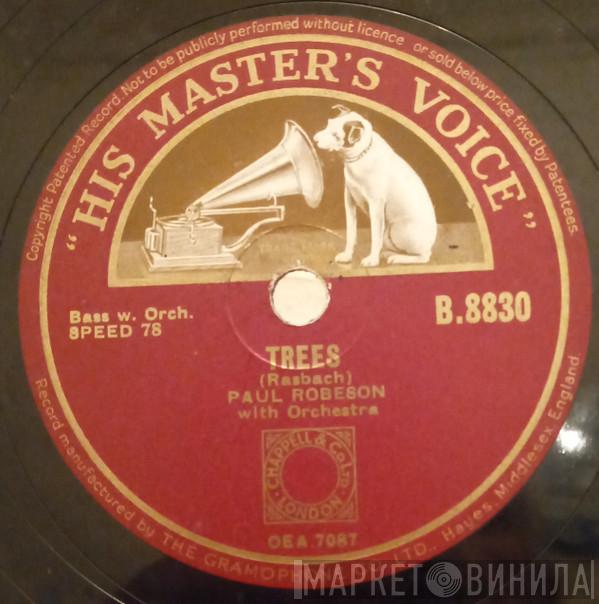 Copyright Patented Record. Not to be publicly performed without licence or sold below price fixed by Patentees.
"HIS MASTER'S VOICE"
Bass w. Orch.
SPEED 78
B.8830
TREES
(Rasbach)
PAUL ROBESON
with Orchestra
CHAPPELL & Co. LTD.
LONDON
OEA.7087
Record manufactured by THE GRAMOPH LTD., Hayes, Middlesex, England
МАРКЕТ ВИНИЛА